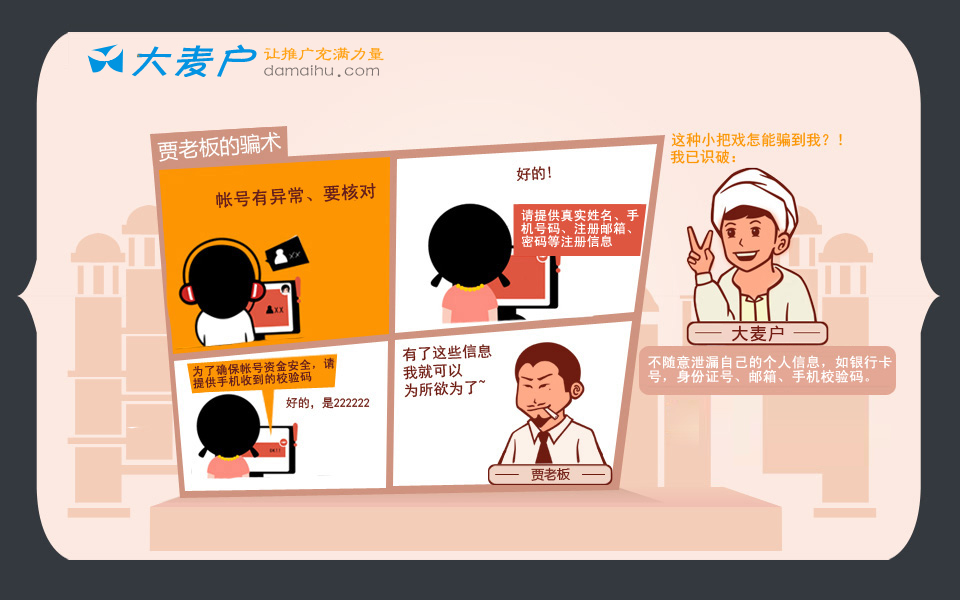 大麦户
让推广充满力量
damaihu.com
贾老板的骗术
帐号有异常、要核对
XX
XX
好的！
请提供真实姓名、手
机号码、注册邮箱、
密码等注册信息
为了确保帐号资金安全，请
提供手机收到的校验码
好的，是222222
有了这些信息
我就可以
为所欲为了~
贾老板
这种小把戏怎能骗到我？！
我已识破：
大麦户
不随意泄漏自己的个人信息，如银行卡
号，身份证号、邮箱、手机校验码。